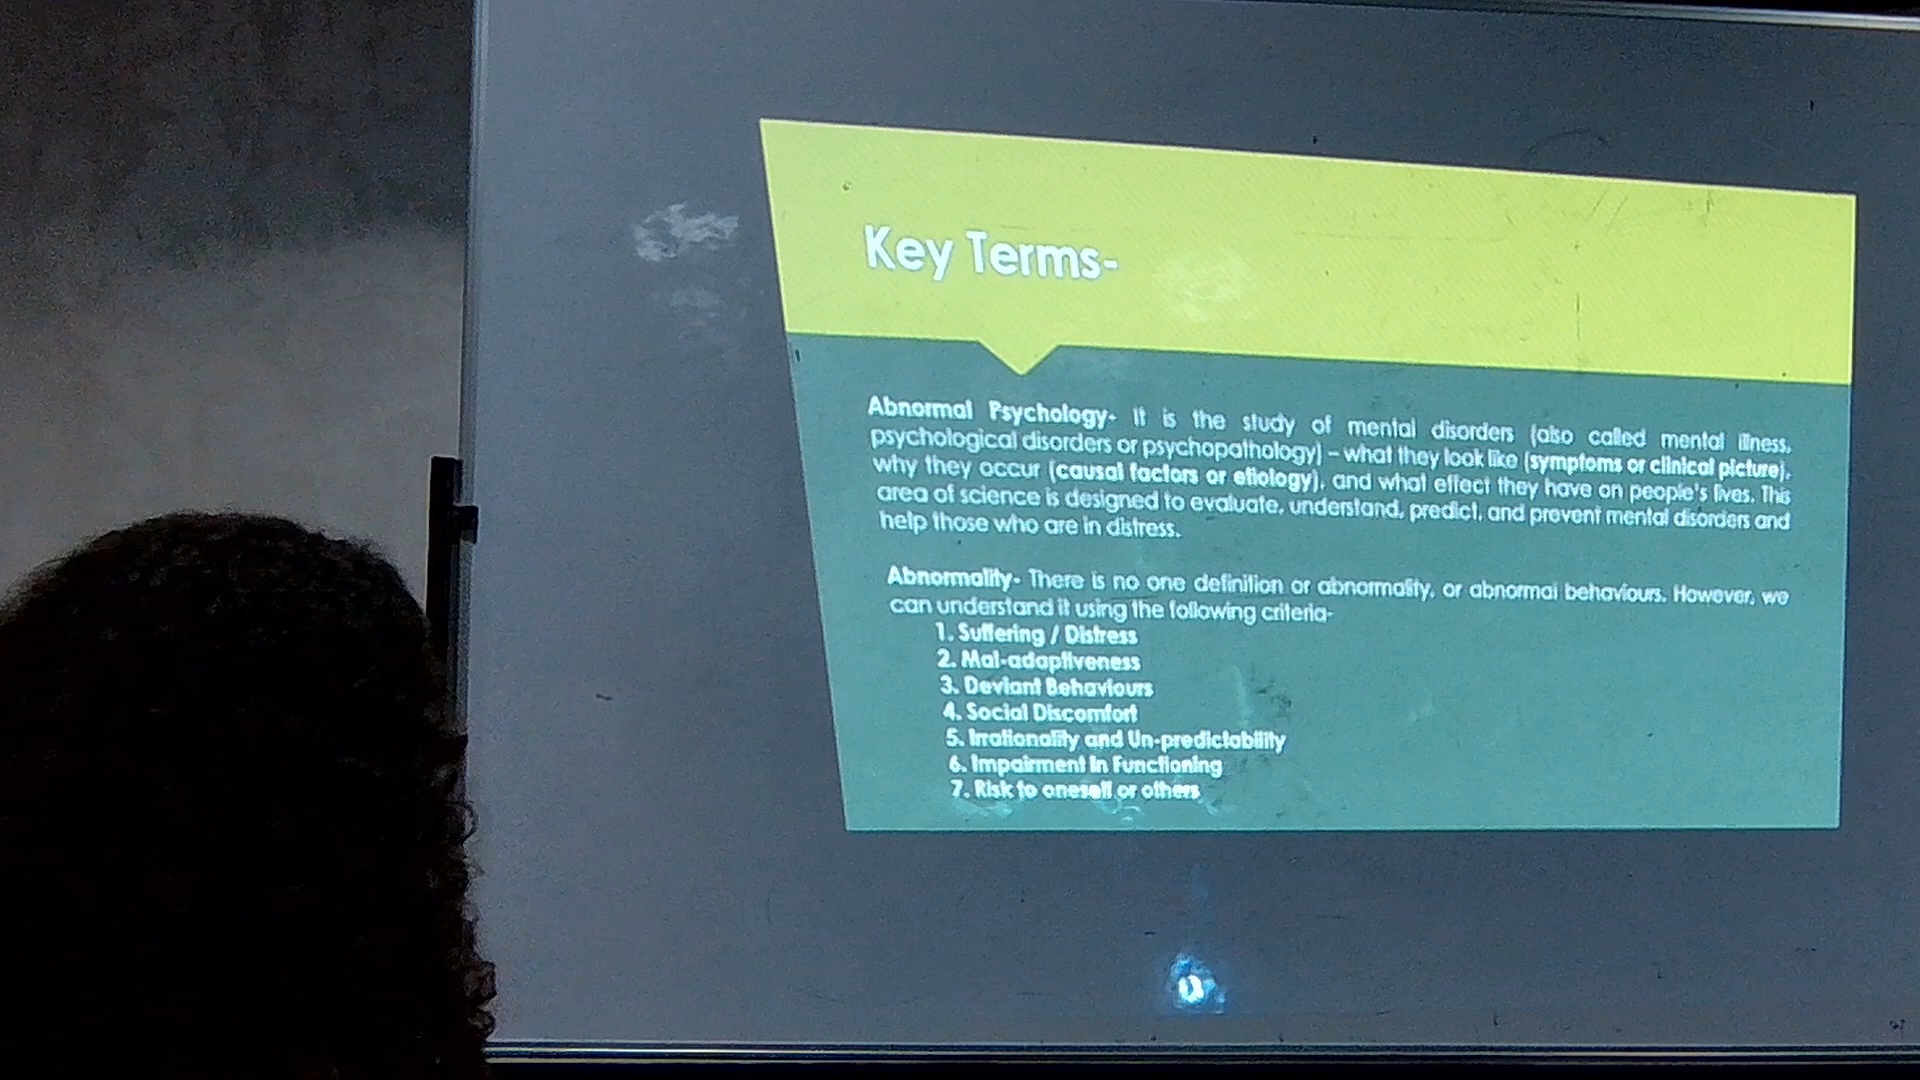 Key Terms-
Abnormal Psychology- It is the study of mental disorders (also called mental illness,
psychological disorders or psychopathology) – what they look like (symptoms or clinical picture),
why they occur (causal factors or etiology), and what effect they have on people's lives. This
area of science is designed to evaluate, understand, predict, and prevent mental disorders and
help those who are in distress.
Abnormality- There is no one definition or abnormality, or abnormal behaviours. However, we
can understand it using the following criteria-
1. Suffering / Distress
2. Mal-adaptiveness
3. Deviant Behaviours
4. Social Discomfort
5. Irrationality and Un-predictability
6. Impairment in Functioning
7. Risk to oneself or others